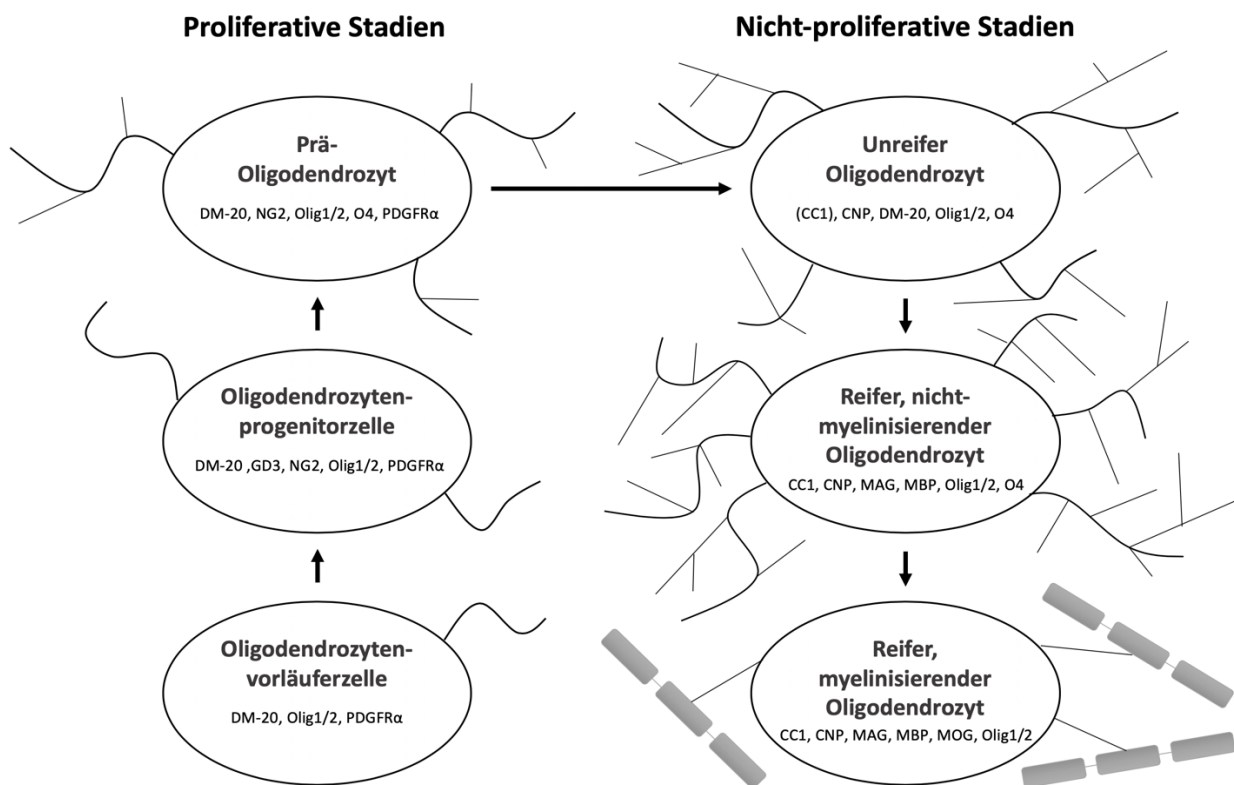 Proliferative Stadien
Nicht-proliferative Stadien
Prä-
Oligodendrozyt
DM-20, NG2, Olig1/2, O4, PDGFRα
Unreifer
Oligodendrozyt
(CC1), CNP, DM-20, Olig1/2, O4
Oligodendrozyten-
progenitorzelle
DM-20 ,GD3, NG2, Olig1/2, PDGFRα
Reifer, nicht-
myelinisierender
Oligodendrozyt
CC1, CNP, MAG, MBP, Olig1/2, O4
Oligodendrozyten-
vorläuferzelle
DM-20, Olig1/2, PDGFRα
Reifer,
myelinisierender
Oligodendrozyt
CC1, CNP, MAG, MBP, MOG, Olig1/2